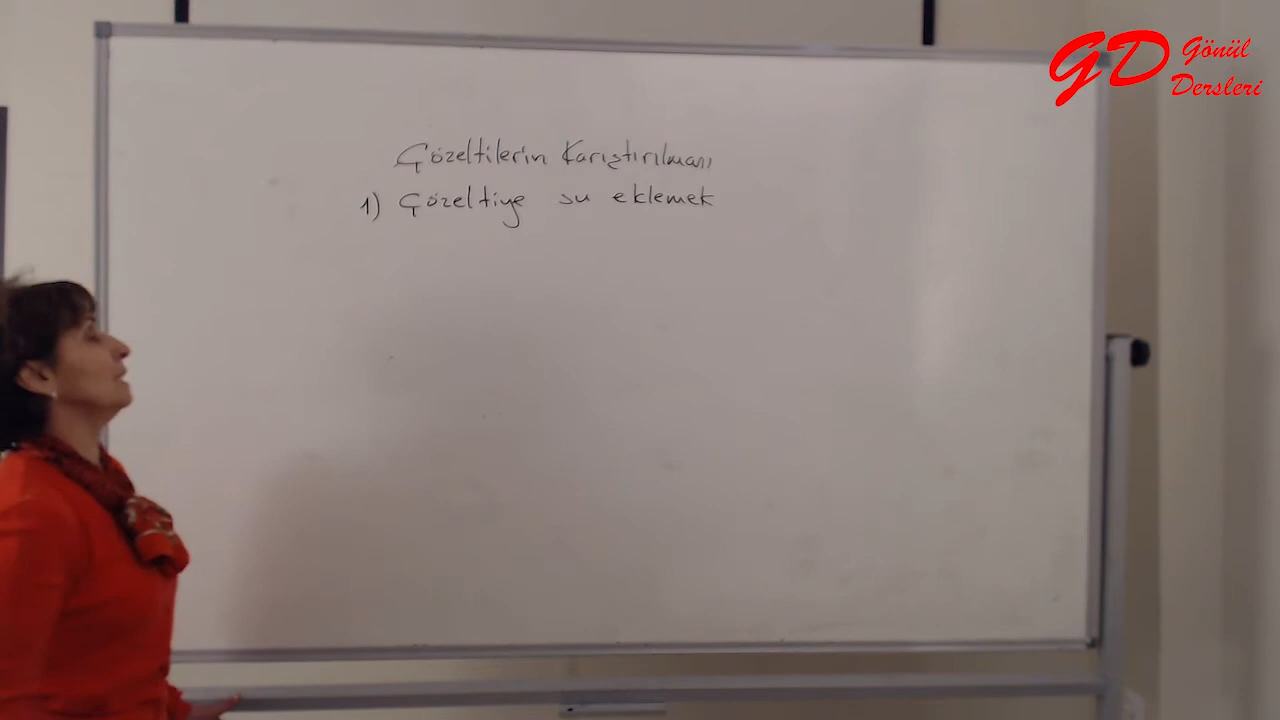 GD Gönül
Dersleri
Çözeltilerin Karıştırılması
1) Çözeltiye su eklemek